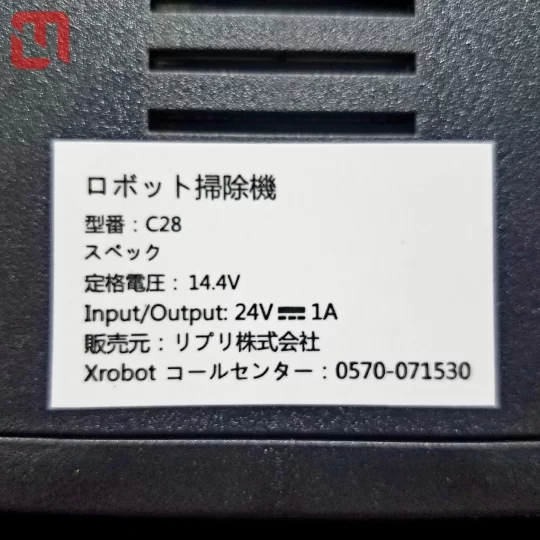 ロボット掃除機
型番：C28
スペック
定格電圧：14.4V
Input/Output: 24V⎓1A
販売元：リプリ株式会社
Xrobot コールセンター：0570-071530